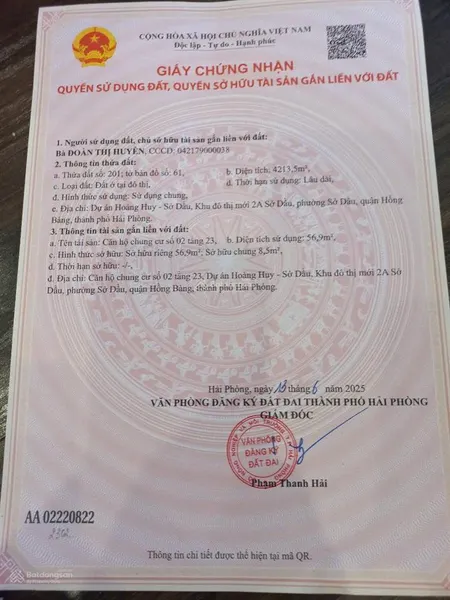 CỘNG HÒA XÃ HỘI CHỦ NGHĨA VIỆT NAM
Độc lập - Tự do - Hạnh phúc
GIẤY CHỨNG NHẬN
QUYỀN SỬ DỤNG ĐẤT, QUYỀN SỞ HỮU TÀI SẢN GẮN LIỀN VỚI ĐẤT
1. Người sử dụng đất, chủ sở hữu tài sản gắn liền với đất:
Bà ĐOÀN THỊ HUYÊN, CCCD: 042179000038
2. Thông tin thửa đất:
a. Thửa đất số: 201; tờ bản đồ số: 61, b. Diện tích: 4213,5m²,
c. Loại đất: Đất ở tại đô thị, d. Thời hạn sử dụng: Lâu dài,
đ. Hình thức sử dụng: Sử dụng chung,
e. Địa chỉ: Dự án Hoàng Huy - Sở Dầu, Khu đô thị mới 2A Sở Dầu, phường Sở Dầu, quận Hồng
Bàng, thành phố Hải Phòng.
3. Thông tin tài sản gắn liền với đất:
a. Tên tài sản: Căn hộ chung cư số 02 tầng 23, b. Diện tích sử dụng: 56,9m²,
c. Hình thức sở hữu: Sở hữu riêng 56,9m²; Sở hữu chung 8,5m²,
d. Thời hạn sở hữu: -/-,
đ. Địa chỉ: Căn hộ chung cư số 02 tầng 23, Dự án Hoàng Huy - Sở Dầu, Khu đô thị mới 2A Sở
Dầu, phường Sở Dầu, quận Hồng Bàng, thành phố Hải Phòng.
Hải Phòng, ngày 13 tháng 6 năm 2025
VĂN PHÒNG ĐĂNG KÝ ĐẤT ĐAI THÀNH PHỐ HẢI PHÒNG
GIÁM ĐỐC
VĂN PHÒNG
ĐĂNG KÝ
ĐẤT ĐAI
Phạm Thanh Hải
AA 02220822
2302
Thông tin chi tiết được thể hiện tại mã QR.
Batdongsan